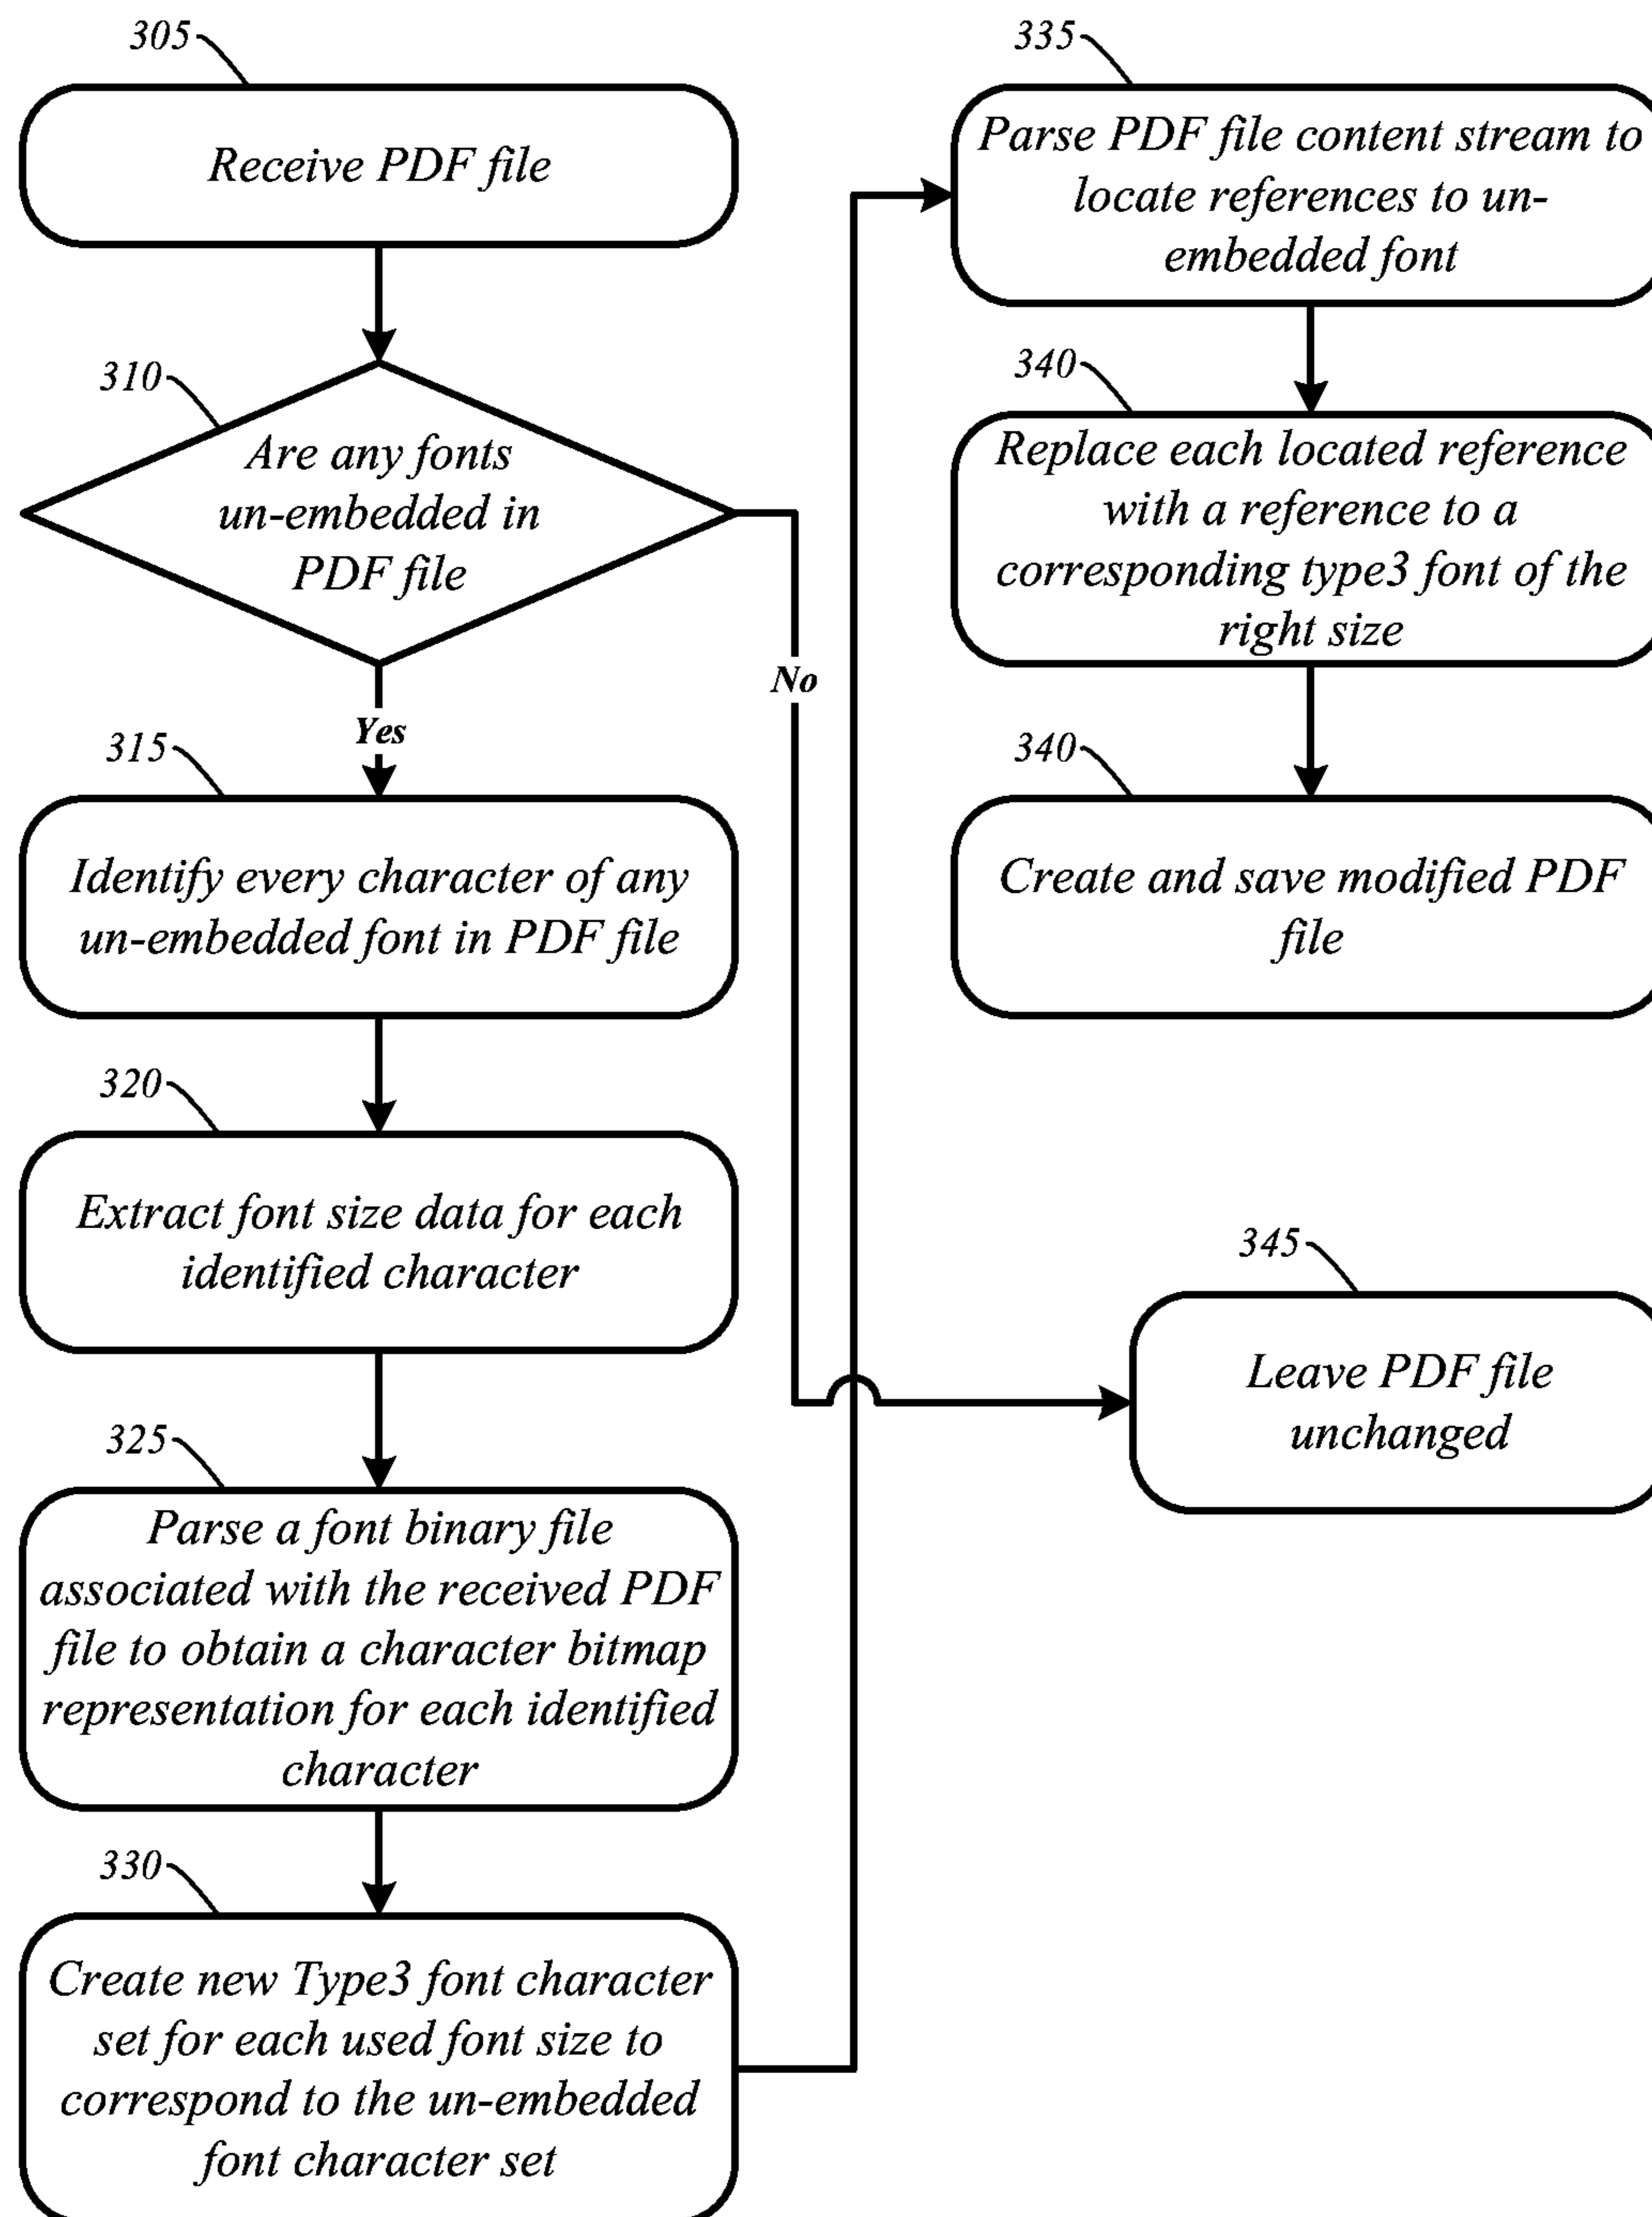 305
Receive PDF file
310
Are any fonts
un-embedded in
PDF file
No
Yes
315
Identify every character of any
un-embedded font in PDF file
320
Extract font size data for each
identified character
325
Parse a font binary file
associated with the received PDF
file to obtain a character bitmap
representation for each identified
character
330
Create new Type3 font character
set for each used font size to
correspond to the un-embedded
font character set
335
Parse PDF file content stream to
locate references to un-
embedded font
340
Replace each located reference
with a reference to a
corresponding type3 font of the
right size
340
Create and save modified PDF
file
345
Leave PDF file
unchanged